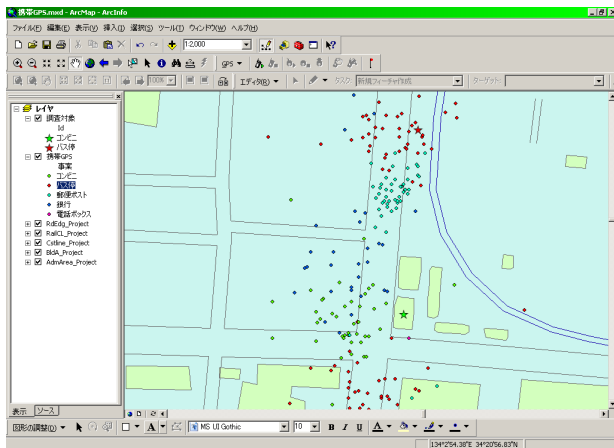 携帯GPS.mxd - ArcMap - ArcInfo
ファイル(F) 編集(E) 表示(V) 挿入(I) 選択(S) ツール(T) ウィンドウ(W) ヘルプ(H)
1:2,000
GPS
100%
エディタ(R)
タスク 新規フィーチャ作成
ターゲット:
レイヤ
調査対象
Id
コンビニ
バス停
携帯GPS
事業
コンビニ
バス停
郵便ポスト
銀行
電話ボックス
RdEdg_Project
RailCL_Project
Cstline_Project
BldA_Project
AdmArea_Project
表示 ソース
図形の調整(D)
A
MS UI Gothic
10
B I U A
134°2'54.38"E 34°20'56.83"N